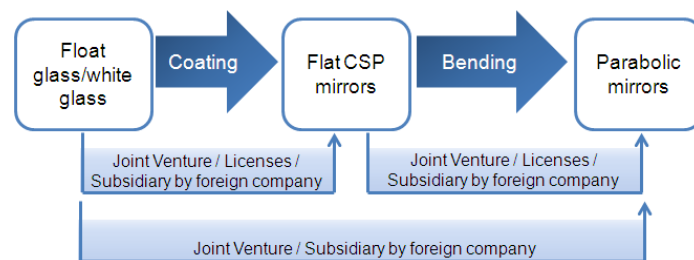 Float
glass/white
glass
Coating
Flat CSP
mirrors
Bending
Parabolic
mirrors
Joint Venture / Licenses /
Subsidiary by foreign company
Joint Venture / Licenses /
Subsidiary by foreign company
Joint Venture / Subsidiary by foreign company